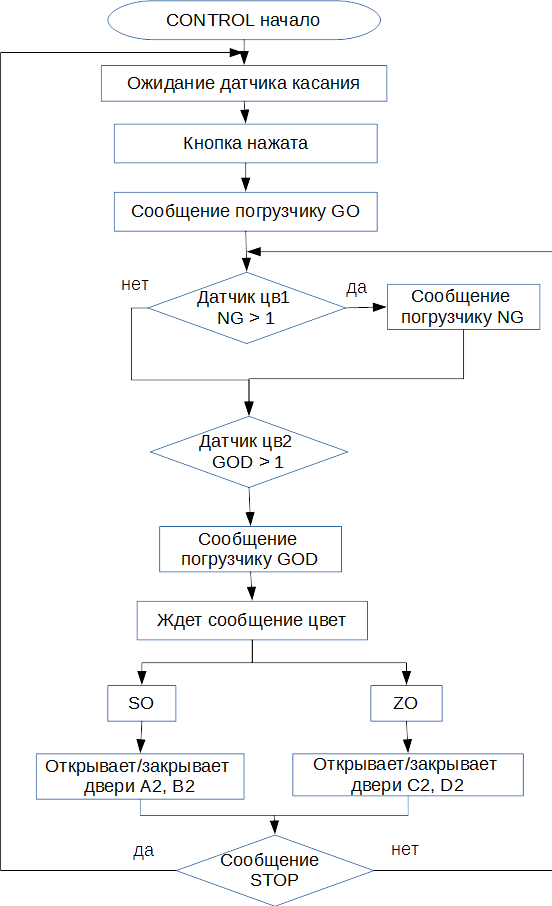 CONTROL начало
Ожидание датчика касания
Кнопка нажата
Сообщение погрузчику GO
нет
Датчик цв1
NG > 1
да
Сообщение
погрузчику NG
Датчик цв2
GOD > 1
Сообщение
погрузчику GOD
Ждет сообщение цвет
SO
ZO
Открывает/закрывает
двери A2, B2
Открывает/закрывает
двери C2, D2
да
Сообщение
STOP
нет